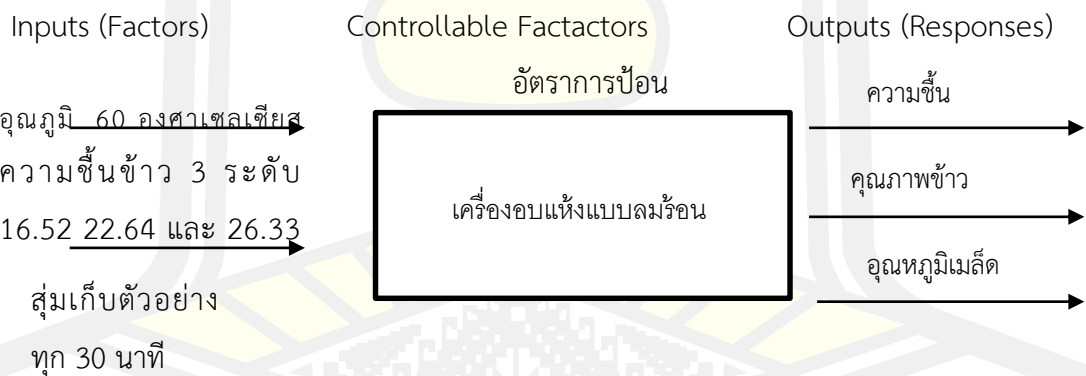 Inputs (Factors)
Controllable Factactors
Outputs (Responses)
อัตราการป้อน
อุณภูมิ 60 องศาเซลเซียส
ความชื้นข้าว 3 ระดับ
16.52 22.64 และ 26.33
สุ่มเก็บตัวอย่าง
ทุก 30 นาที
เครื่องอบแห้งแบบลมร้อน
ความชื้น
คุณภาพข้าว
อุณหภูมิเมล็ด